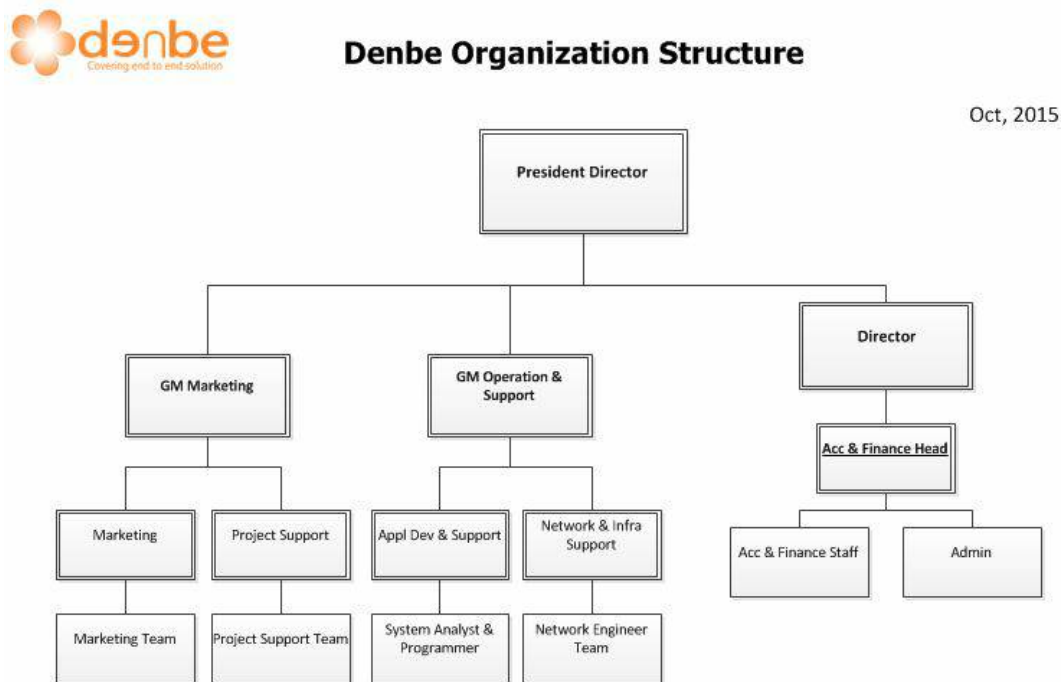 denbe
Covering end to end solution
Denbe Organization Structure
Oct, 2015
President Director
Director
GM Marketing
GM Operation &
Support
Acc & Finance Head
Marketing
Project Support
Appl Dev & Support
Network & Infra
Support
Acc & Finance Staff
Admin
Marketing Team
Project Support Team
System Analyst &
Programmer
Network Engineer
Team